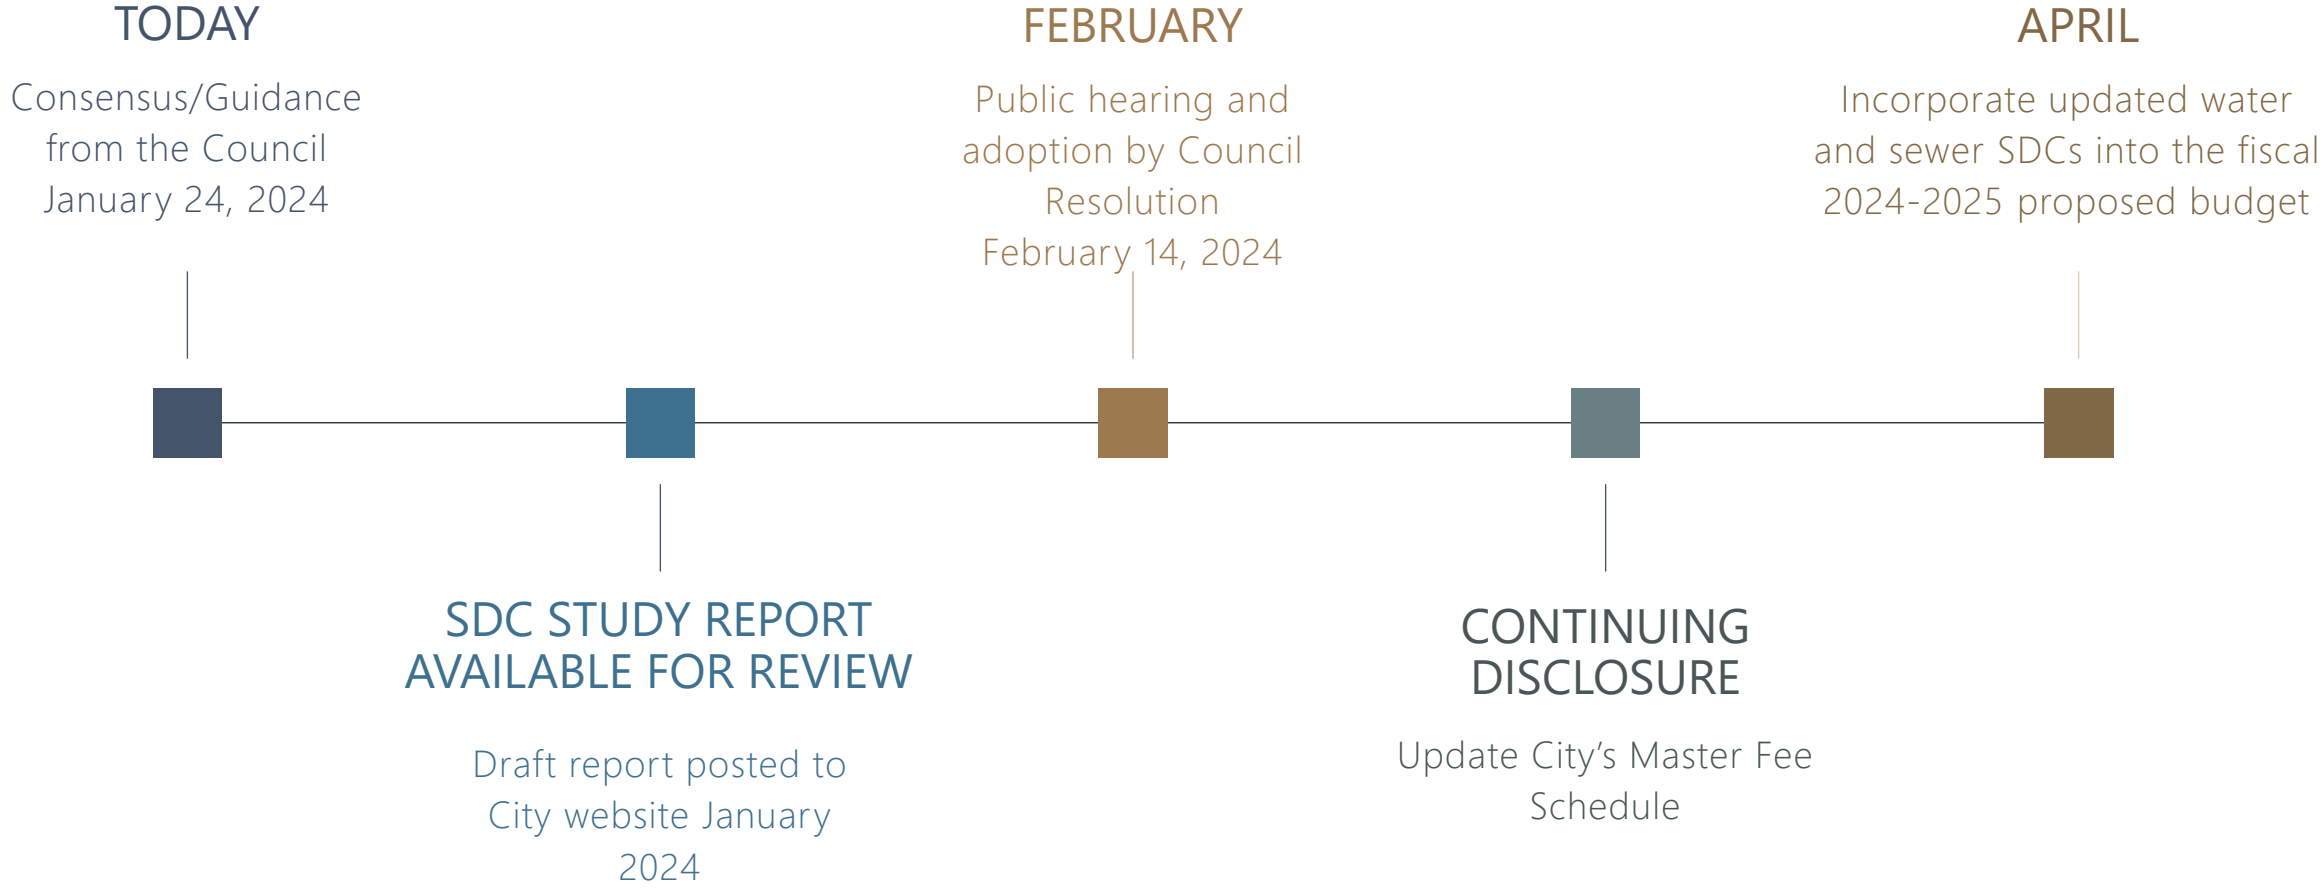 TODAY
Consensus/Guidance
from the Council
January 24, 2024
SDC STUDY REPORT
AVAILABLE FOR REVIEW
Draft report posted to
City website January
2024
FEBRUARY
Public hearing and
adoption by Council
Resolution
February 14, 2024
CONTINUING
DISCLOSURE
Update City’s Master Fee
Schedule
APRIL
Incorporate updated water
and sewer SDCs into the fiscal
2024-2025 proposed budget